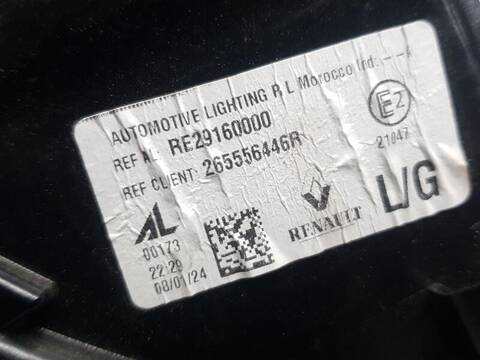 AUTOMOTIVE LIGHTING R L Morocco Ind. --*
REF AL: RE29160000
REF CLIENT: 265556446R
E2
21047
AL
00173
22:29
08/01/24
RENAULT
L/G